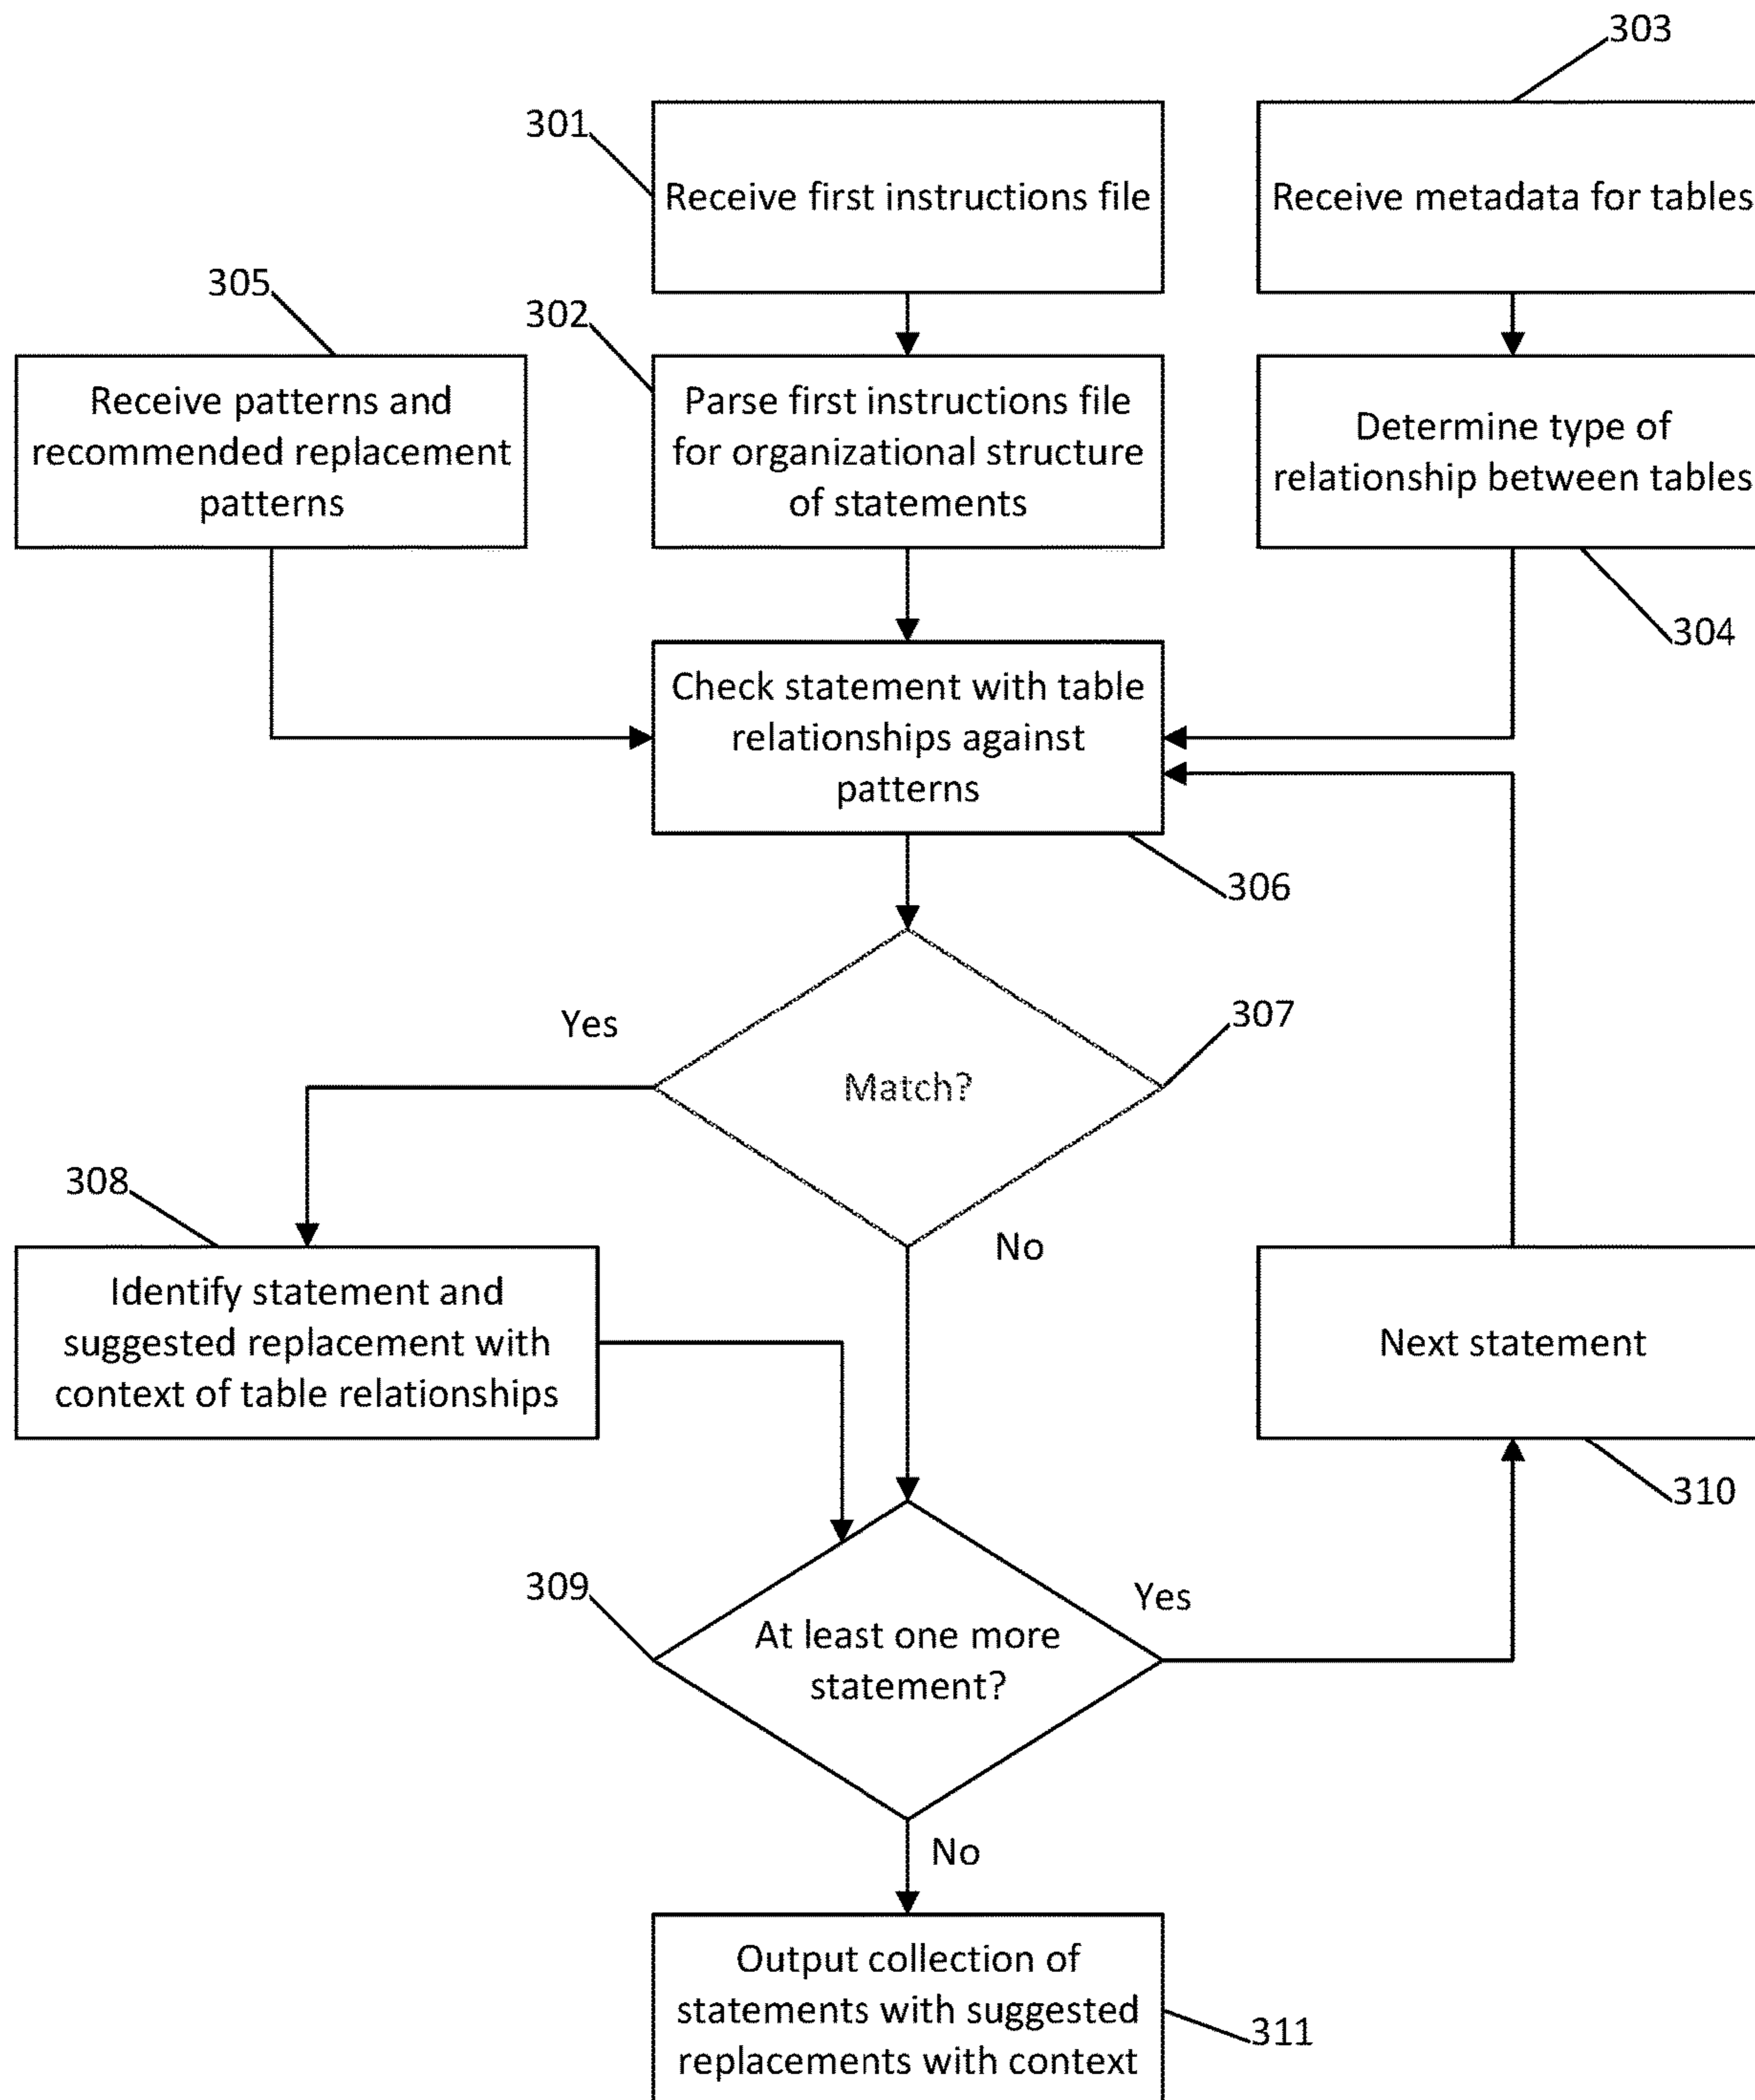 303
301
Receive first instructions file
Receive metadata for tables
305
302
Receive patterns and
recommended replacement
patterns
Parse first instructions file
for organizational structure
of statements
Determine type of
relationship between tables
304
Check statement with table
relationships against
patterns
306
Yes
307
Match?
308
No
Identify statement and
suggested replacement with
context of table relationships
Next statement
310
309
Yes
At least one more
statement?
No
Output collection of
statements with suggested
replacements with context
311